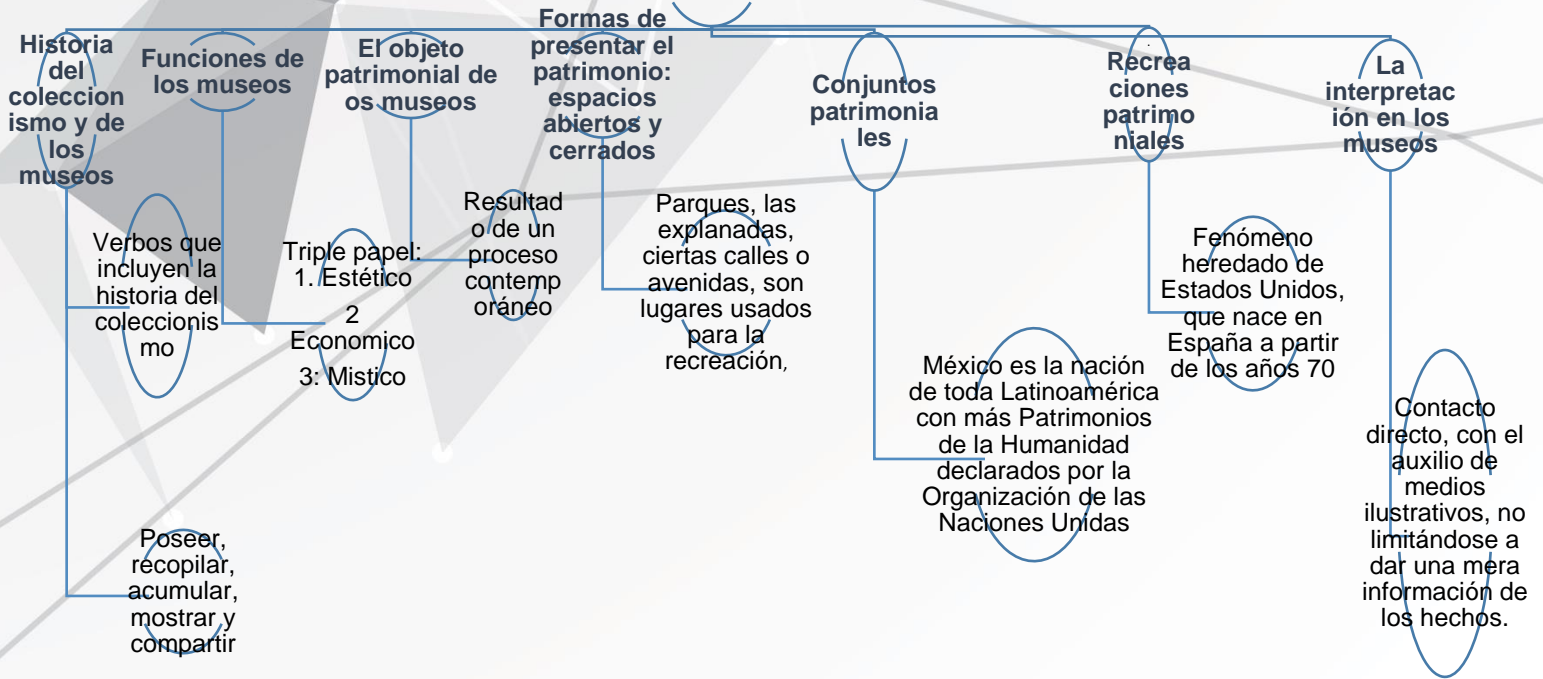 Historia
del
coleccion
ismo y de
los
museos
Funciones de
los museos
El objeto
patrimonial de
os museos
Formas de
presentar el
patrimonio:
espacios
abiertos y
cerrados
Conjuntos
patrimonia
les
.
Recrea
ciones
patrimo
niales
La
interpretac
ión en los
museos
Verbos que
incluyen la
historia del
coleccionis
mo
Poseer,
recopilar,
acumular,
mostrar y
compartir
Triple papel:
1. Estético
2
Economico
3: Mistico
Resultad
o de un
proceso
contemp
oráneo
Parques, las
explanadas,
ciertas calles o
avenidas, son
lugares usados
para la
recreación,
México es la nación
de toda Latinoamérica
con más Patrimonios
de la Humanidad
declarados por la
Organización de las
Naciones Unidas
Fenómeno
heredado de
Estados Unidos,
que nace en
España a partir
de los años 70
Contacto
directo, con el
auxilio de
medios
ilustrativos, no
limitándose a
dar una mera
información de
los hechos.